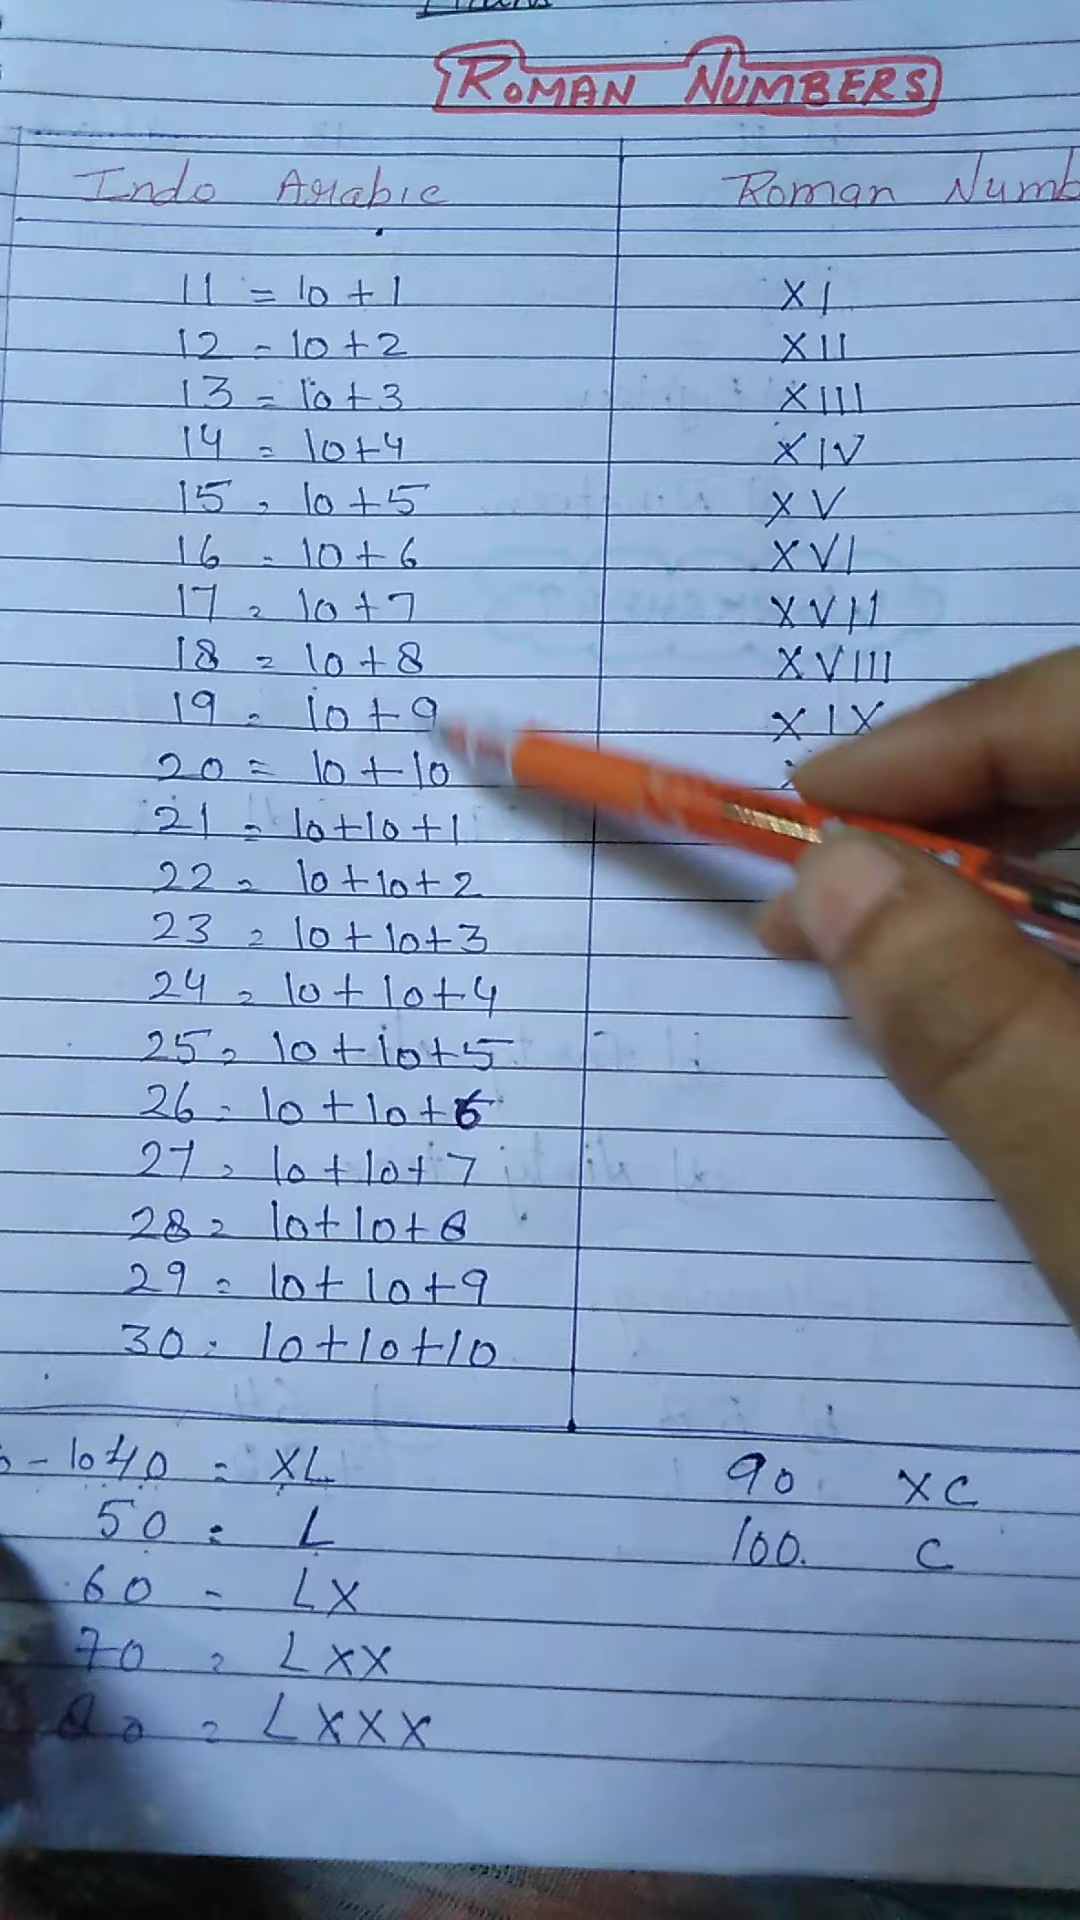 ROMAN NUMBERS
Indo Arabic Roman Numb
11 = 10 + 1 XI
12 = 10 + 2 XII
13 = 10 + 3 XIII
14 = 10 + 4 XIV
15 = 10 + 5 XV
16 = 10 + 6 XVI
17 = 10 + 7 XVII
18 = 10 + 8 XVIII
19 = 10 + 9 XIX
20 = 10 + 10
21 = 10 + 10 + 1
22 = 10 + 10 + 2
23 = 10 + 10 + 3
24 = 10 + 10 + 4
25 = 10 + 10 + 5
26 = 10 + 10 + 6
27 = 10 + 10 + 7
28 = 10 + 10 + 8
29 = 10 + 10 + 9
30 = 10 + 10 + 10
- 10 40 = XL 90 XC
50 = L 100. C
60 = LX
70 = LXX
80 = LXXX